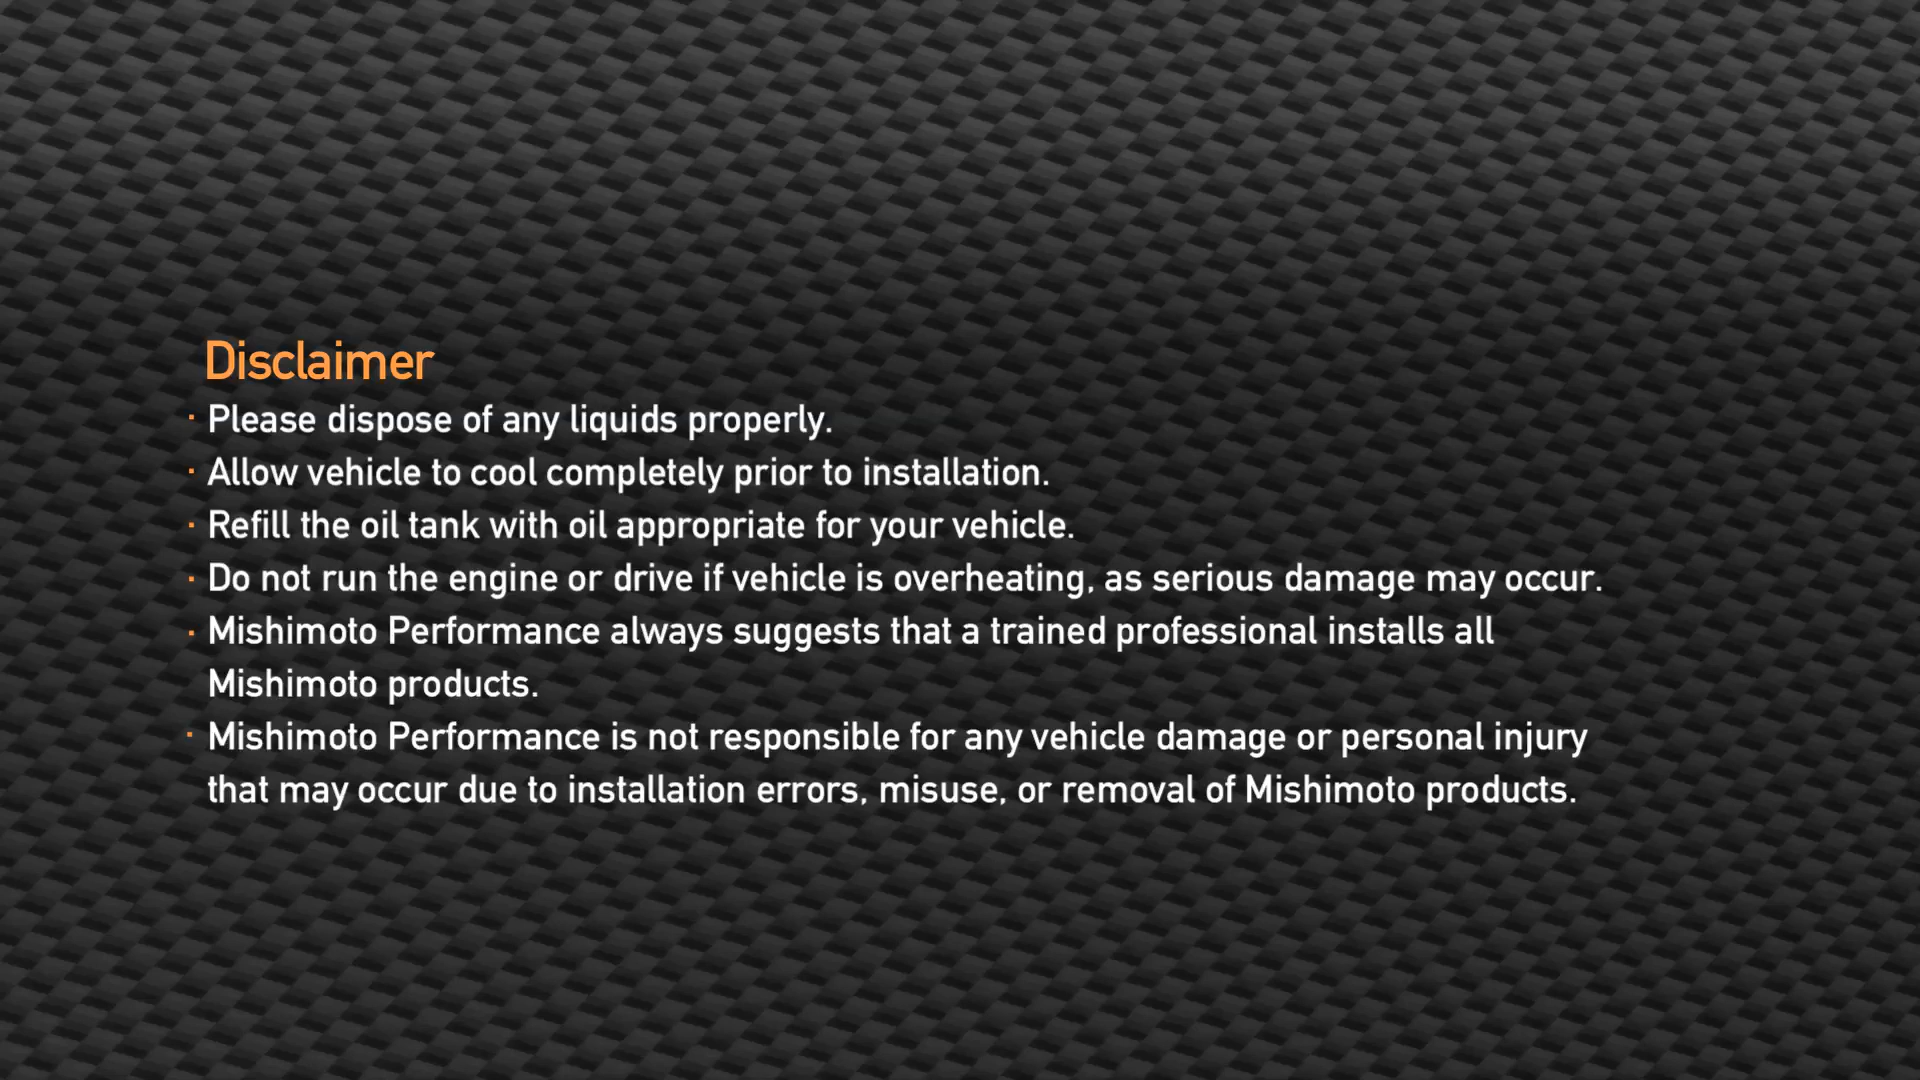 Disclaimer
· Please dispose of any liquids properly.
· Allow vehicle to cool completely prior to installation.
· Refill the oil tank with oil appropriate for your vehicle.
· Do not run the engine or drive if vehicle is overheating, as serious damage may occur.
· Mishimoto Performance always suggests that a trained professional installs all
Mishimoto products.
· Mishimoto Performance is not responsible for any vehicle damage or personal injury
that may occur due to installation errors, misuse, or removal of Mishimoto products.